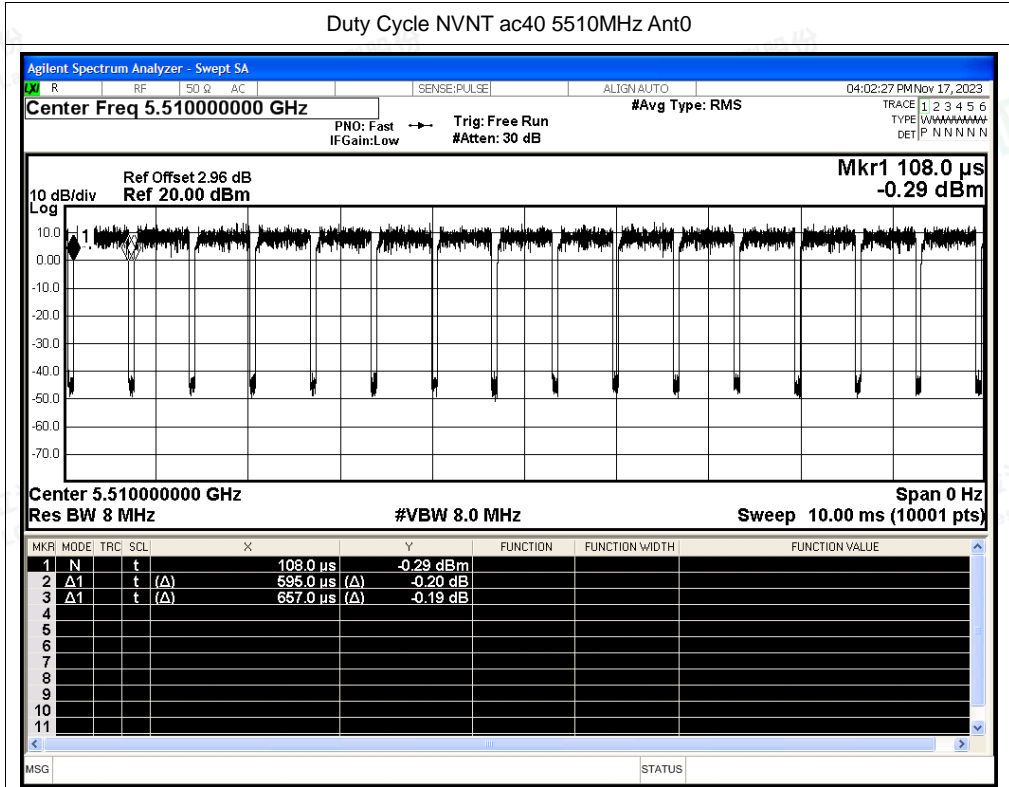 Duty Cycle NVNT ac40 5510MHz Ant0
Agilent Spectrum Analyzer - Swept SA
LXI R RF 50 Ω AC SENSE:PULSE ALIGN AUTO 04:02:27 PM Nov 17, 2023
Center Freq 5.510000000 GHz #Avg Type: RMS TRACE 1 2 3 4 5 6
PNO: Fast Trig: Free Run TYPE WWWWWW
IFGain:Low #Atten: 30 dB DET P N N N N N
Mkr1 108.0 µs
Ref Offset 2.96 dB
10 dB/div Ref 20.00 dBm -0.29 dBm
Log
10.0
1
0.00
-10.0
-20.0
-30.0
-40.0
-50.0
-60.0
-70.0
Center 5.510000000 GHz Span 0 Hz
Res BW 8 MHz #VBW 8.0 MHz Sweep 10.00 ms (10001 pts)
MKR MODE TRC SCL X Y FUNCTION FUNCTION WIDTH FUNCTION VALUE
1 N t 108.0 µs -0.29 dBm
2 Δ1 t (Δ) 595.0 µs (Δ) -0.20 dB
3 Δ1 t (Δ) 657.0 µs (Δ) -0.19 dB
4
5
6
7
8
9
10
11
MSG STATUS